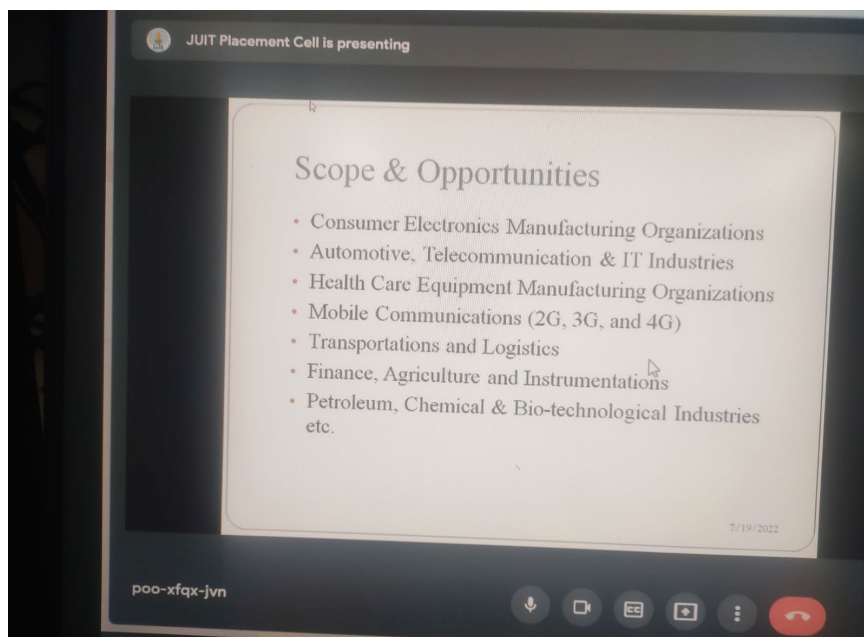 JUIT Placement Cell is presenting
Scope & Opportunities
• Consumer Electronics Manufacturing Organizations
• Automotive, Telecommunication & IT Industries
• Health Care Equipment Manufacturing Organizations
• Mobile Communications (2G, 3G, and 4G)
• Transportations and Logistics
• Finance, Agriculture and Instrumentations
• Petroleum, Chemical & Bio-technological Industries
etc.
7/19/2022
poo-xfqx-jvn
CC